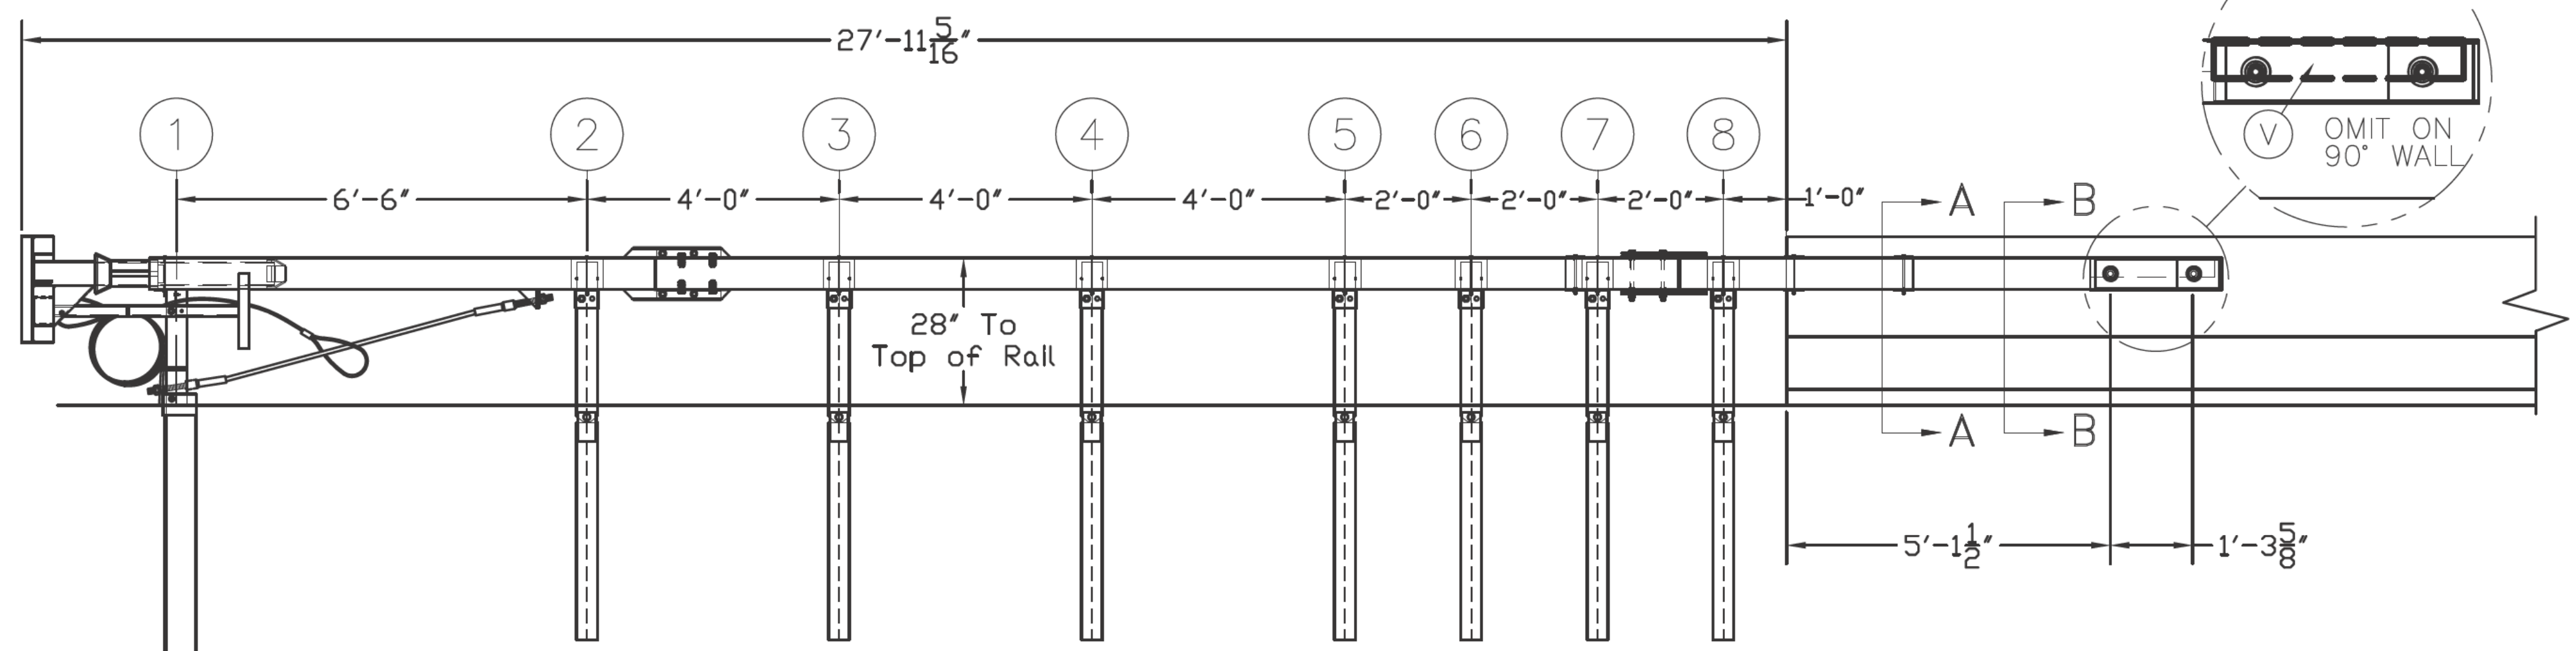 27'-11 5/16"
1 2 3 4 5 6 7 8
V OMIT ON
90° WALL
6'-6" 4'-0" 4'-0" 4'-0" 2'-0" 2'-0" 2'-0" 1'-0"
A B
28" To
Top of Rail
A B
5'-1 1/2" 1'-3 5/8"